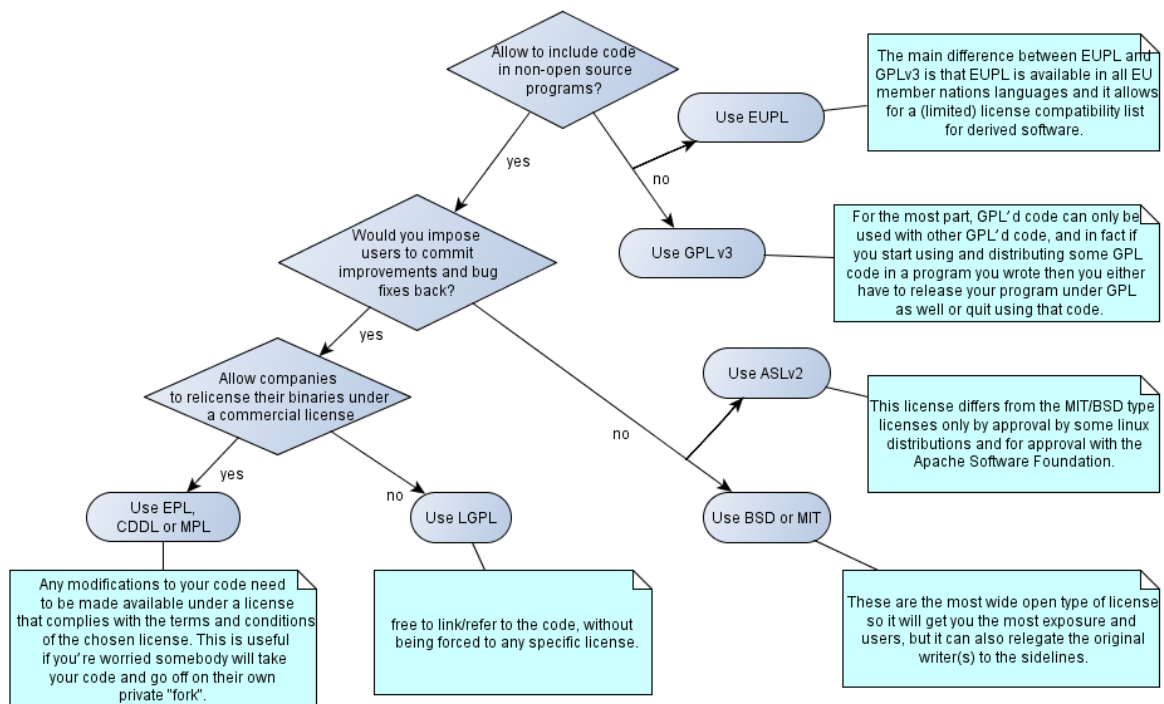 Allow to include code
in non-open source
programs?
The main difference between EUPL and
GPLv3 is that EUPL is available in all EU
member nations languages and it allows
for a (limited) license compatibility list
for derived software.
Use EUPL
yes
no
For the most part, GPL’d code can only be
used with other GPL’d code, and in fact if
you start using and distributing some GPL
code in a program you wrote then you either
have to release your program under GPL
as well or quit using that code.
Use GPL v3
Would you impose
users to commit
improvements and bug
fixes back?
yes
no
Allow companies
to relicense their binaries under
a commercial license
Use ASLv2
This license differs from the MIT/BSD type
licenses only by approval by some linux
distributions and for approval with the
Apache Software Foundation.
yes
no
Use EPL,
CDDL or MPL
Use LGPL
Use BSD or MIT
Any modifications to your code need
to be made available under a license
that complies with the terms and conditions
of the chosen license. This is useful
if you’re worried somebody will take
your code and go off on their own
private "fork".
free to link/refer to the code, without
being forced to any specific license.
These are the most wide open type of license
so it will get you the most exposure and
users, but it can also relegate the original
writer(s) to the sidelines.